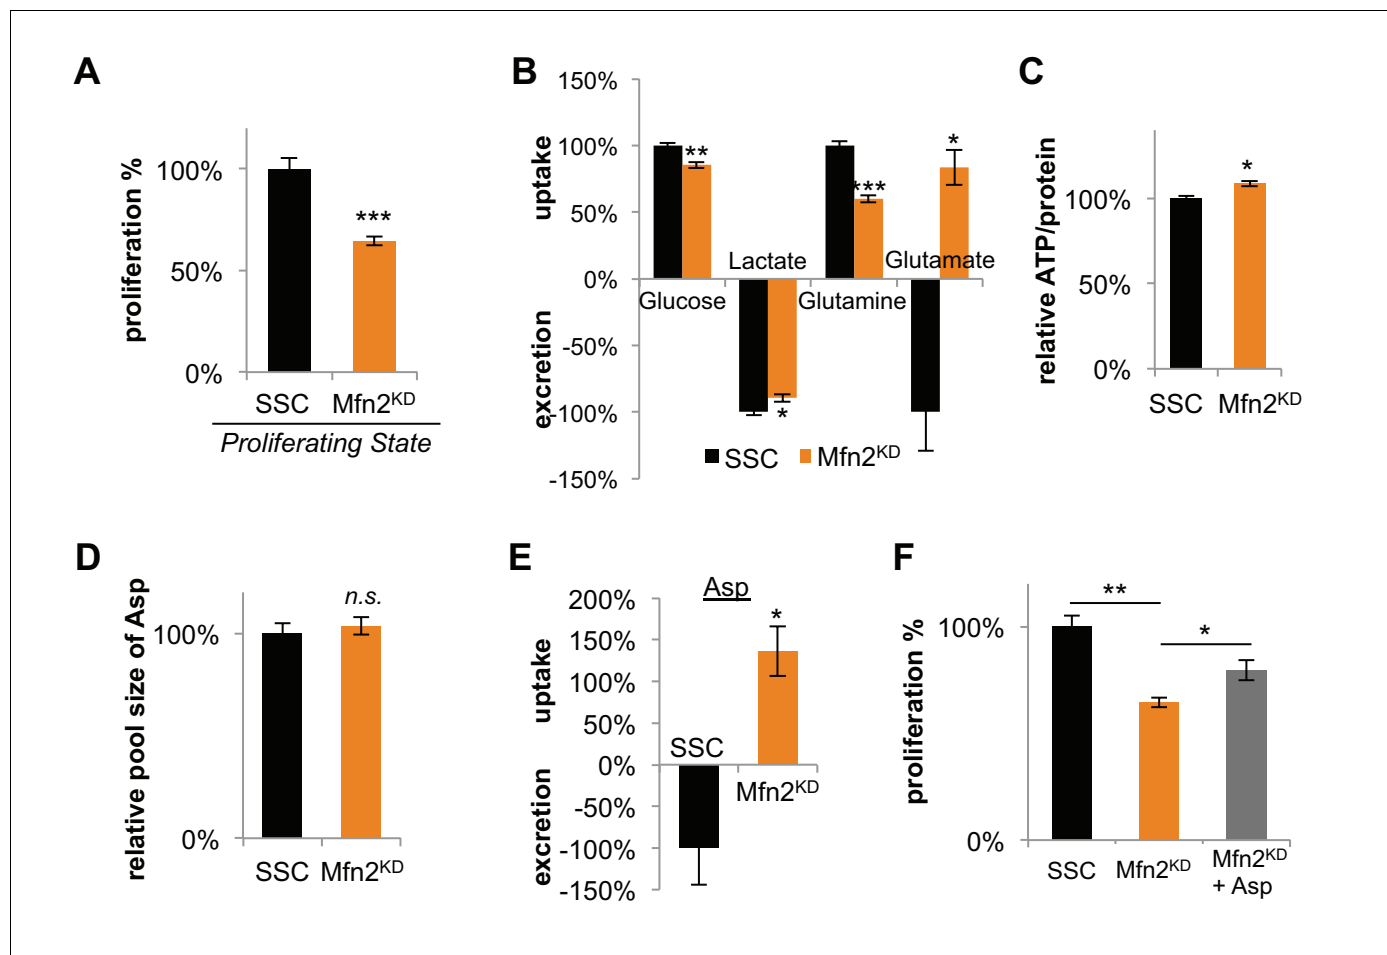 A
proliferation %
100%
50%
0%
***
SSC Mfn2KD
Proliferating State
B
uptake
excretion
150%
100%
50%
0%
-50%
-100%
-150%
**
***
*
Lactate
Glutamate
Glucose
Glutamine
*
SSC Mfn2KD
C
relative ATP/protein
100%
50%
0%
*
SSC Mfn2KD
D
relative pool size of Asp
100%
0%
n.s.
SSC Mfn2KD
E
Asp
uptake
excretion
200%
150%
100%
50%
0%
-50%
-100%
-150%
*
SSC
Mfn2KD
F
proliferation %
100%
0%
**
*
SSC Mfn2KD Mfn2KD
+ Asp